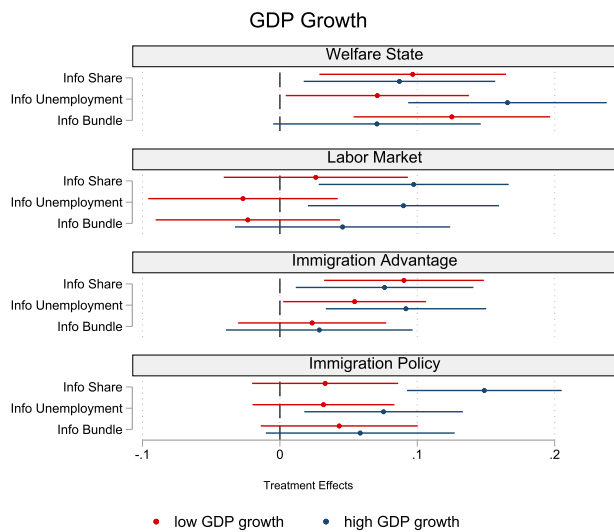 GDP Growth
Welfare State
Info Share
Info Unemployment
Info Bundle
Labor Market
Info Share
Info Unemployment
Info Bundle
Immigration Advantage
Info Share
Info Unemployment
Info Bundle
Immigration Policy
Info Share
Info Unemployment
Info Bundle
-.1 0 .1 .2
Treatment Effects
low GDP growth high GDP growth